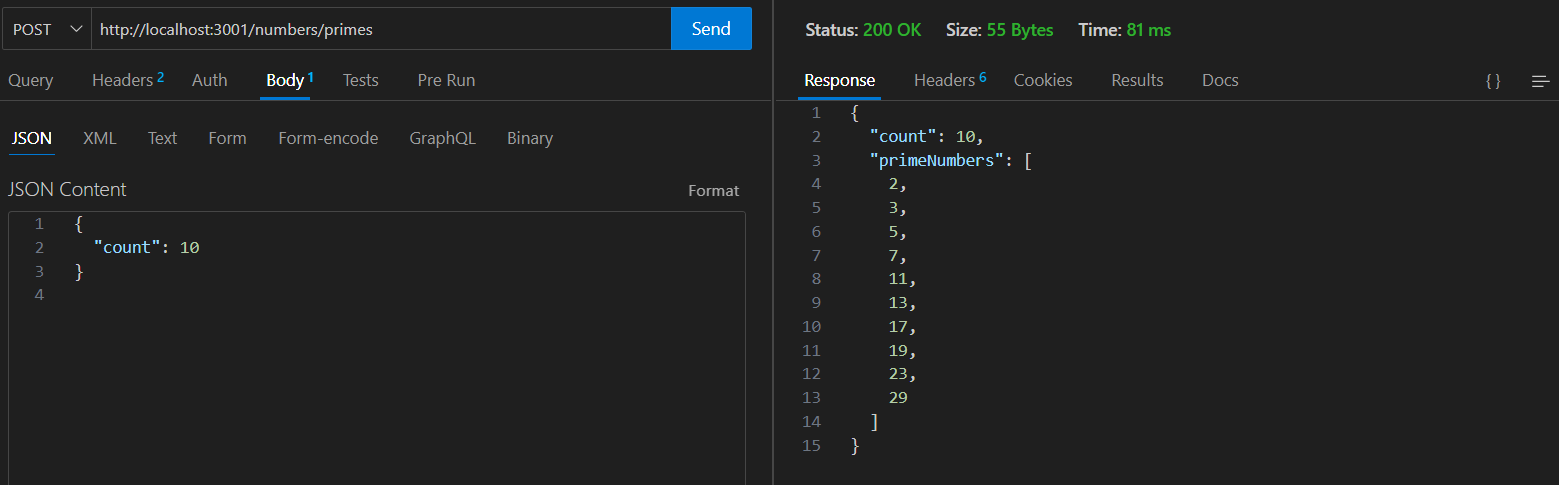 POST http://localhost:3001/numbers/primes Send
Query Headers 2 Auth Body 1 Tests Pre Run
JSON XML Text Form Form-encode GraphQL Binary
JSON Content Format
1 {
2 "count": 10
3 }
4
Status: 200 OK Size: 55 Bytes Time: 81 ms
Response Headers 6 Cookies Results Docs { }
1 {
2 "count": 10,
3 "primeNumbers": [
4 2,
5 3,
6 5,
7 7,
8 11,
9 13,
10 17,
11 19,
12 23,
13 29
14 ]
15 }